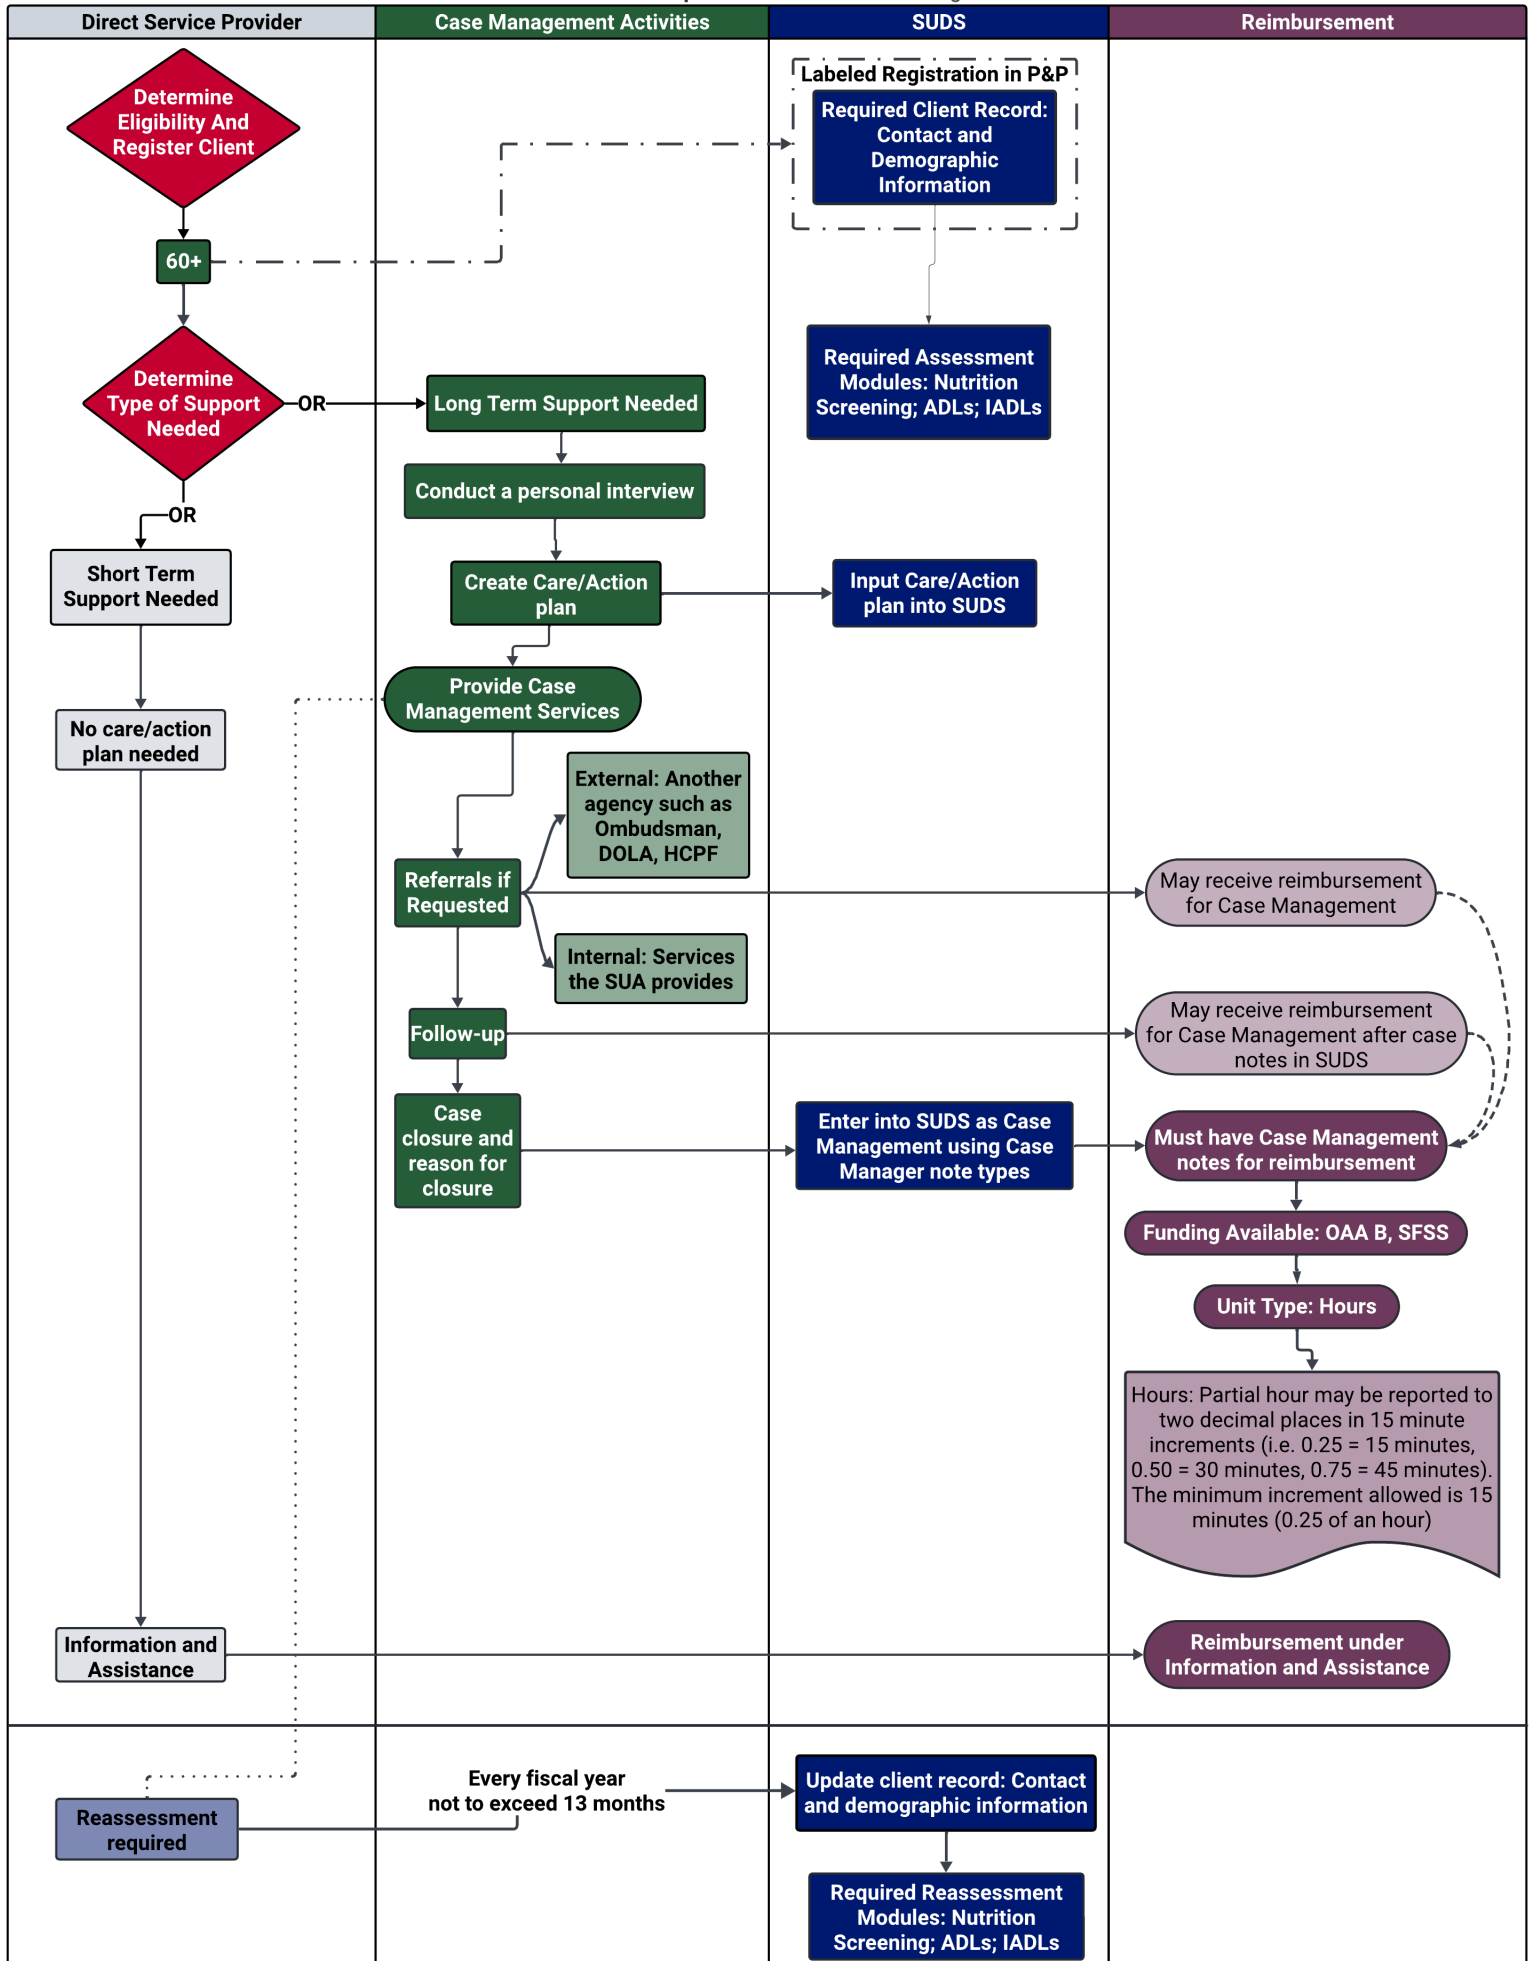 Direct Service Provider
Case Management Activities
SUDS
Reimbursement
Determine
Eligibility And
Register Client
60+
Labeled Registration in P&P
Required Client Record:
Contact and
Demographic
Information
Determine
Type of Support
Needed
OR
Long Term Support Needed
Required Assessment
Modules: Nutrition
Screening; ADLs; IADLs
Conduct a personal interview
OR
Short Term
Support Needed
Create Care/Action
plan
Input Care/Action
plan into SUDS
Provide Case
Management Services
No care/action
plan needed
External: Another
agency such as
Ombudsman,
DOLA, HCPF
Referrals if
Requested
May receive reimbursement
for Case Management
Internal: Services
the SUA provides
Follow-up
May receive reimbursement
for Case Management after case
notes in SUDS
Case
closure and
reason for
closure
Enter into SUDS as Case
Management using Case
Manager note types
Must have Case Management
notes for reimbursement
Funding Available: OAA B, SFSS
Unit Type: Hours
Hours: Partial hour may be reported to
two decimal places in 15 minute
increments (i.e. 0.25 = 15 minutes,
0.50 = 30 minutes, 0.75 = 45 minutes).
The minimum increment allowed is 15
minutes (0.25 of an hour)
Information and
Assistance
Reimbursement under
Information and Assistance
Reassessment
required
Every fiscal year
not to exceed 13 months
Update client record: Contact
and demographic information
Required Reassessment
Modules: Nutrition
Screening; ADLs; IADLs